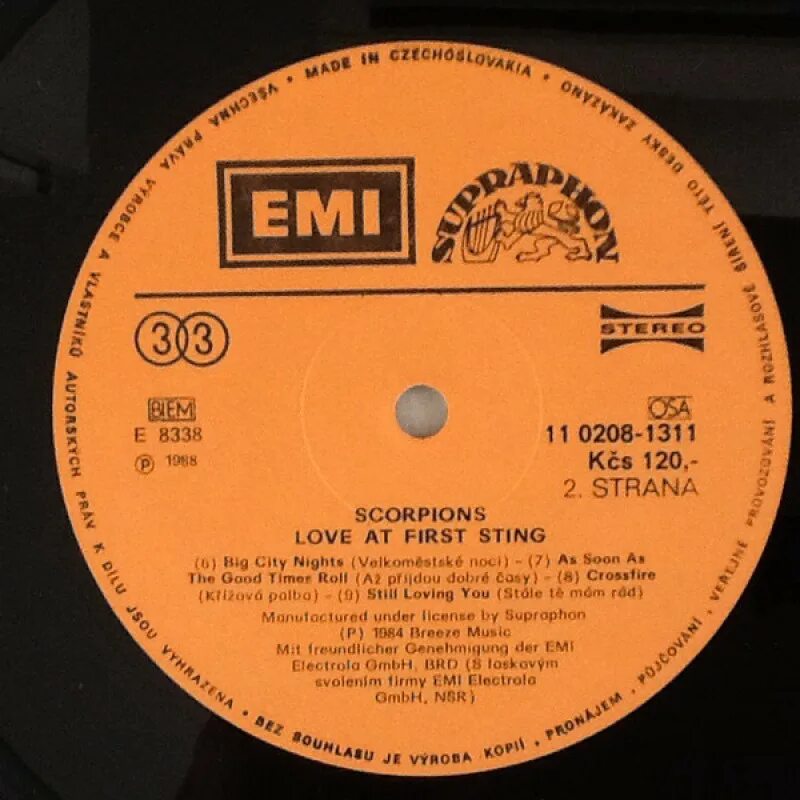 MADE IN CZECHOSLOVAKIA • VŠECHNA PRÁVA VÝROBCE A VLASTNÍKŮ AUTORSKÝCH PRÁV K DÍLU JSOU VYHRAZENA • BEZ SOUHLASU JE VÝROBA KOPIÍ, PRONÁJEM, PŮJČOVÁNÍ, VEŘEJNÉ PROVOZOVÁNÍ A ROZHLASOVÉ ŠÍŘENÍ TÉTO DESKY ZAKÁZÁNO •
EMI SUPRAPHON
33 STEREO
BIEM OSA
E 8338 11 0208-1311
℗ 1988 Kčs 120,-
2. STRANA
SCORPIONS
LOVE AT FIRST STING
(6) Big City Nights (Velkoměstské noci) – (7) As Soon As
The Good Times Roll (Až přijdou dobré časy) – (8) Crossfire
(Křížová palba) – (9) Still Loving You (Stále tě mám rád)
Manufactured under license by Supraphon
(P) 1984 Breeze Music
Mit freundlicher Genehmigung der EMI
Electrola GmbH, BRD (S laskavým
svolením firmy EMI Electrola
GmbH, NSR)